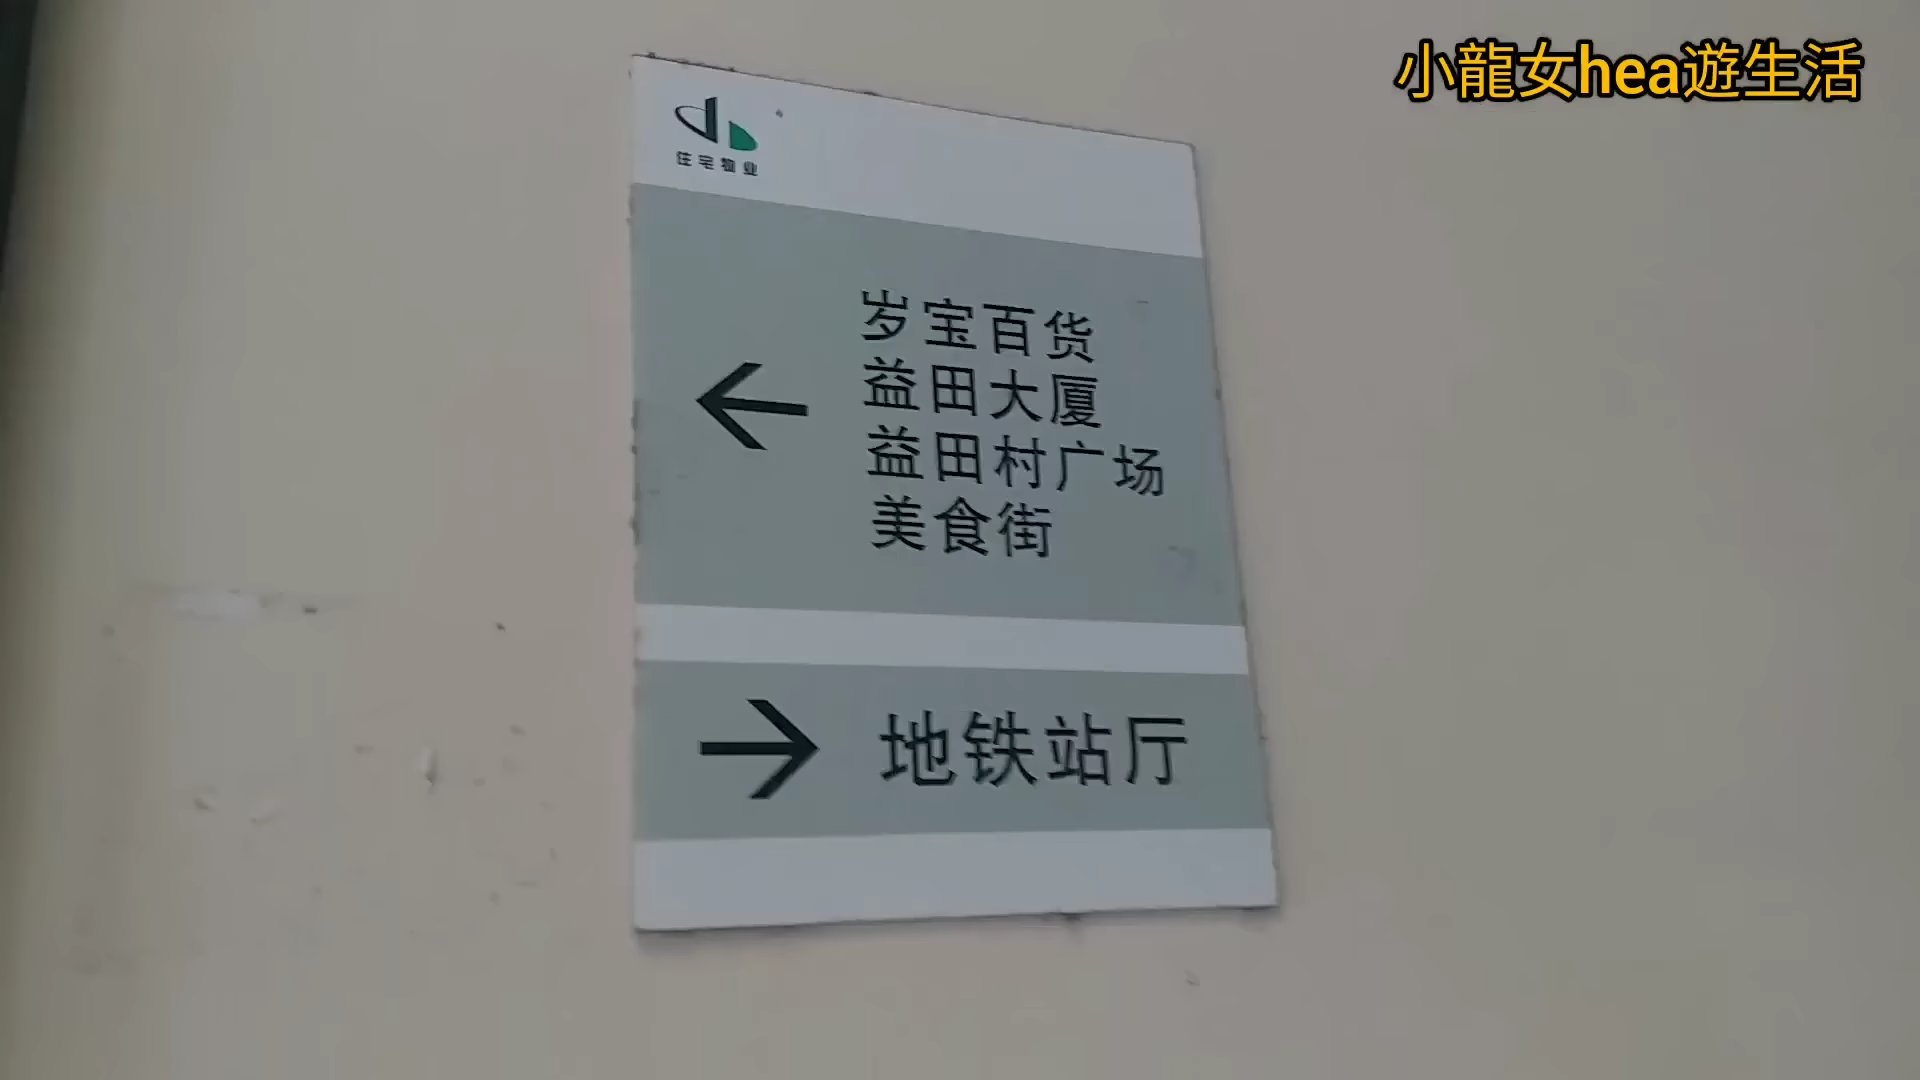 小龍女hea遊生活
住宅物业
岁宝百货
益田大厦
益田村广场
美食街
地铁站厅